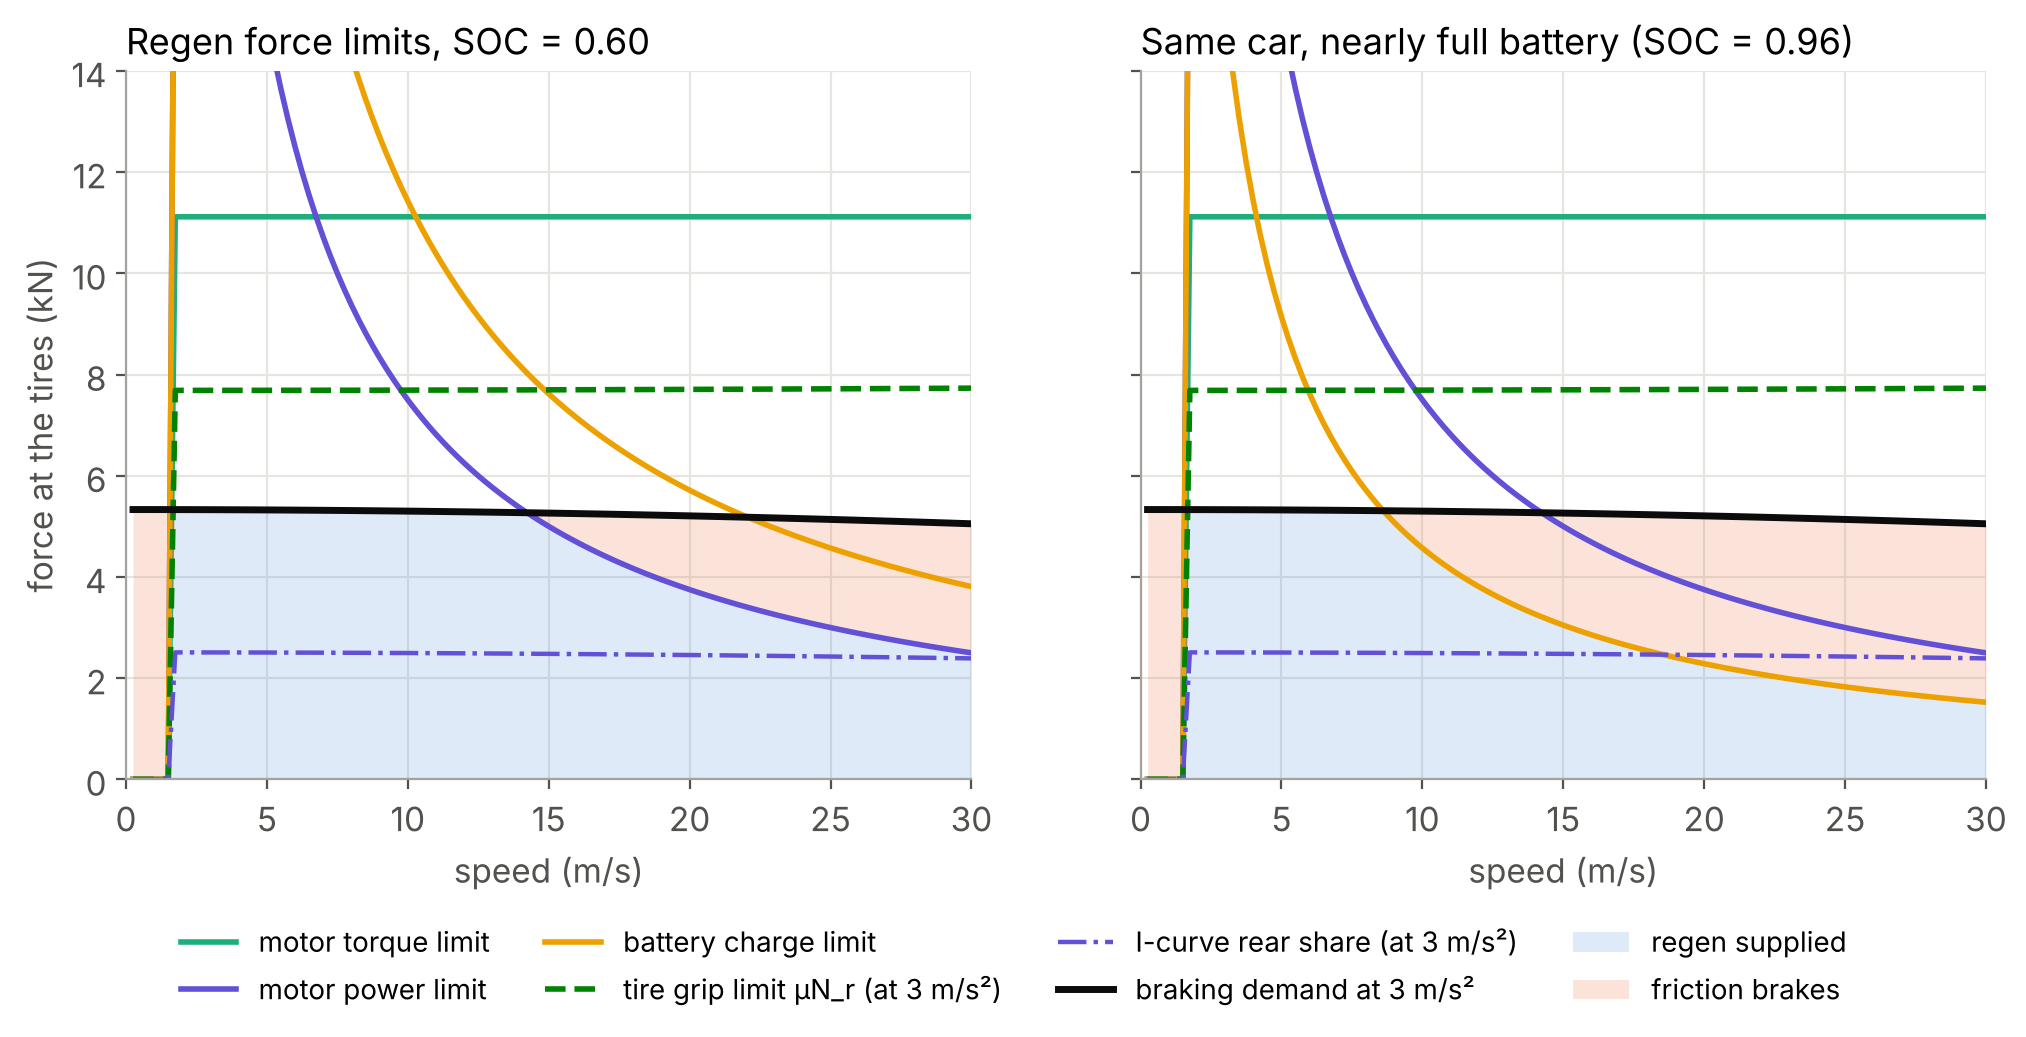 Regen force limits, SOC = 0.60
Same car, nearly full battery (SOC = 0.96)
14
12
10
8
6
4
2
0
force at the tires (kN)
0 5 10 15 20 25 30
0 5 10 15 20 25 30
speed (m/s)
speed (m/s)
motor torque limit
battery charge limit
I-curve rear share (at 3 m/s²)
regen supplied
motor power limit
tire grip limit μN_r (at 3 m/s²)
braking demand at 3 m/s²
friction brakes